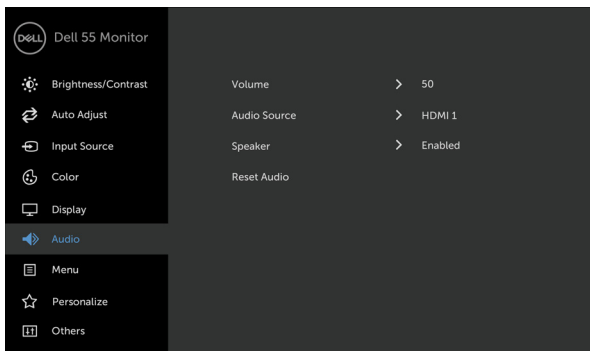 DELL Dell 55 Monitor
Brightness/Contrast Volume > 50
Auto Adjust Audio Source > HDMI 1
Input Source Speaker > Enabled
Color Reset Audio
Display
Audio
Menu
Personalize
Others